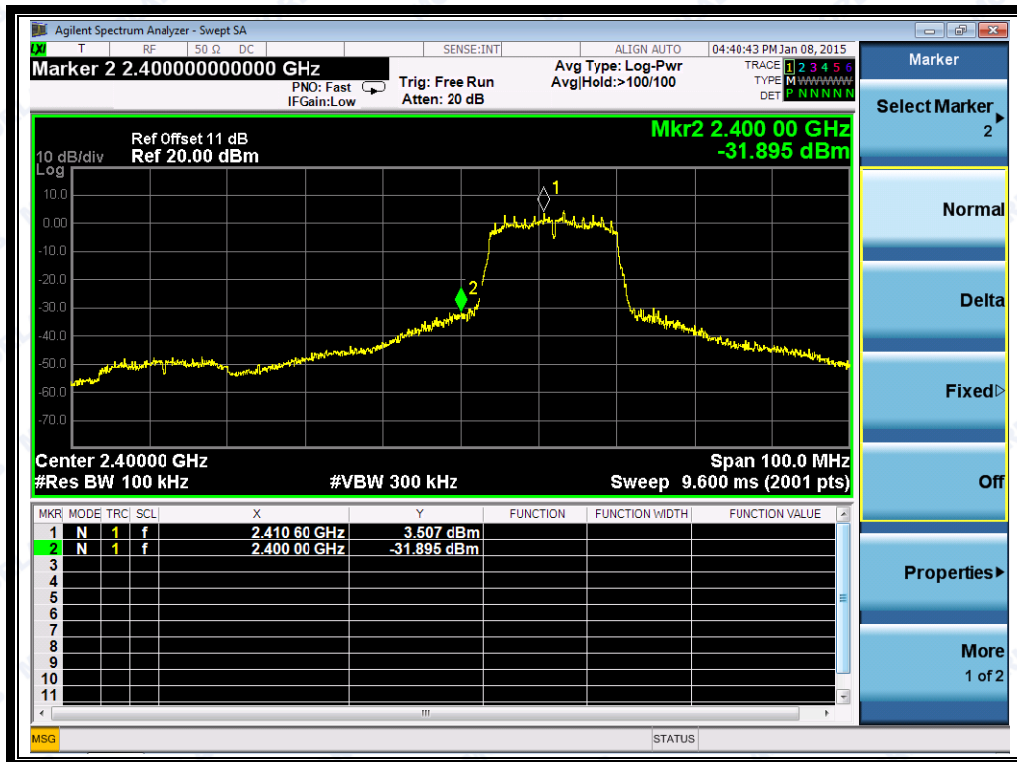 Agilent Spectrum Analyzer - Swept SA
LXI T RF 50 Ω DC SENSE:INT ALIGN AUTO 04:40:43 PM Jan 08, 2015
Marker 2 2.400000000000 GHz
PNO: Fast
IFGain:Low
Trig: Free Run
Atten: 20 dB
Avg Type: Log-Pwr
Avg|Hold:>100/100
TRACE 1 2 3 4 5 6
TYPE M W W W W W
DET P N N N N N
Mkr2 2.400 00 GHz
-31.895 dBm
Ref Offset 11 dB
10 dB/div Ref 20.00 dBm
Log
10.0
0.00
-10.0
-20.0
-30.0
-40.0
-50.0
-60.0
-70.0
1
2
Center 2.40000 GHz Span 100.0 MHz
#Res BW 100 kHz #VBW 300 kHz Sweep 9.600 ms (2001 pts)
MKR MODE TRC SCL X Y FUNCTION FUNCTION WIDTH FUNCTION VALUE
1 N 1 f 2.410 60 GHz 3.507 dBm
2 N 1 f 2.400 00 GHz -31.895 dBm
3
4
5
6
7
8
9
10
11
MSG STATUS
Marker
Select Marker
2
Normal
Delta
Fixed
Off
Properties
More
1 of 2